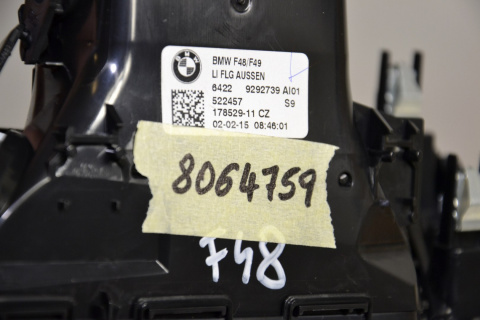 BMW F48/F49
LI FLG AUSSEN
6422 9292739 AI01
522457 S9
178529-11 CZ
02-02-15 08:46:01
8064759
F48